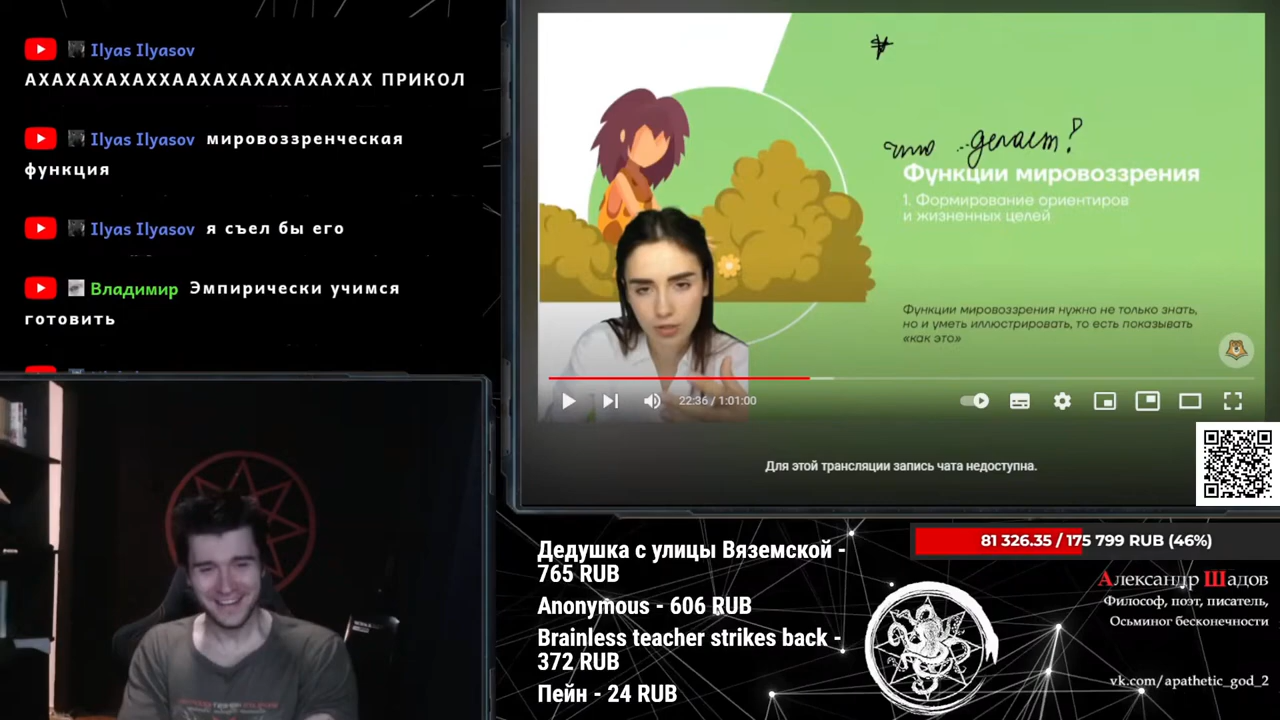 Ilyas Ilyasov
АХАХАХАХАХХААХАХАХАХАХАХАХ ПРИКОЛ
Ilyas Ilyasov мировоззренческая
функция
Ilyas Ilyasov я съел бы его
Владимир Эмпирически учимся
готовить
что делает?
Функции мировоззрения
1. Формирование ориентиров
и жизненных целей
Функции мировоззрения нужно не только знать,
но и уметь иллюстрировать, то есть показывать
«как это»
22:36 / 1:01:00
Для этой трансляции запись чата недоступна.
81 326.35 / 175 799 RUB (46%)
Дедушка с улицы Вяземской -
765 RUB
Anonymous - 606 RUB
Brainless teacher strikes back -
372 RUB
Пейн - 24 RUB
Александр Шадов
Философ, поэт, писатель,
Осьминог бесконечности
vk.com/apathetic_god_2